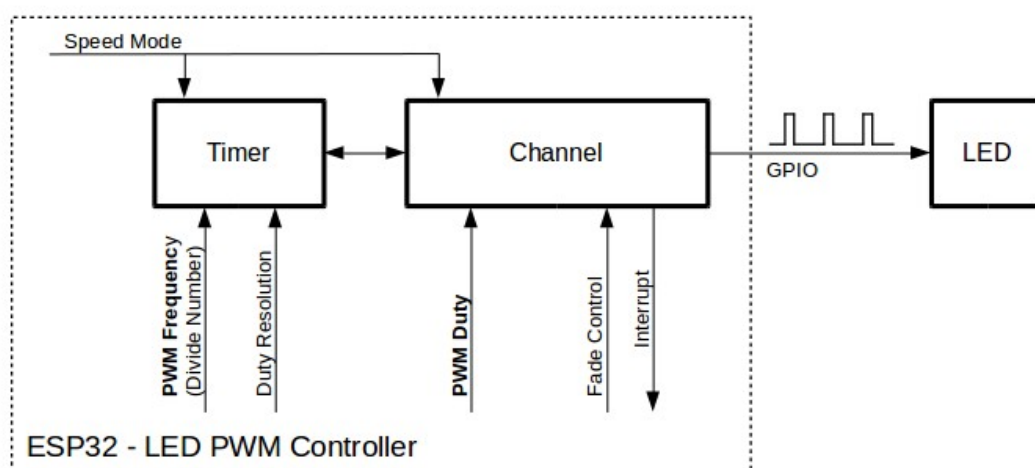 Speed Mode
Timer
Channel
GPIO
LED
PWM Frequency
(Divide Number)
Duty Resolution
PWM Duty
Fade Control
Interrupt
ESP32 - LED PWM Controller